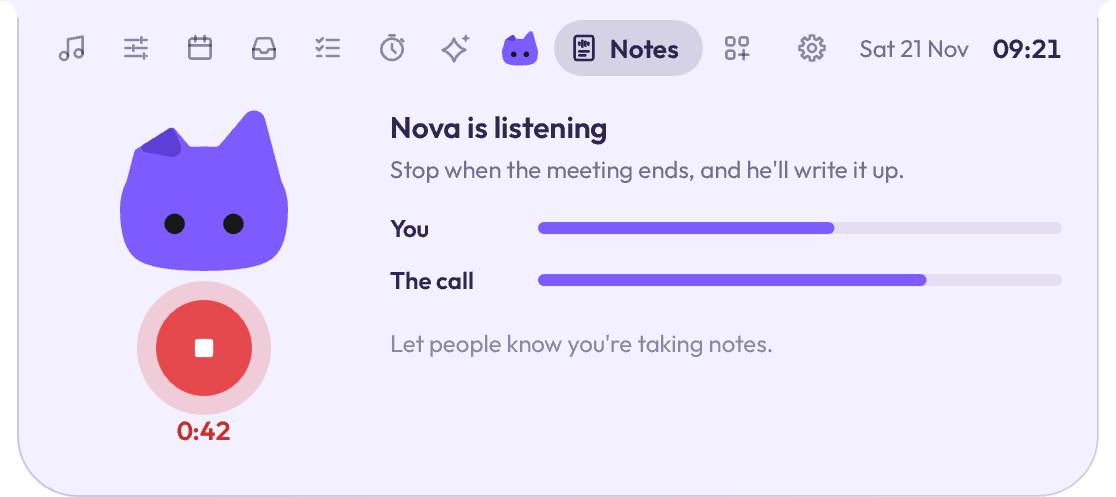 Notes
Sat 21 Nov
09:21
Nova is listening
Stop when the meeting ends, and he'll write it up.
You
The call
Let people know you're taking notes.
0:42